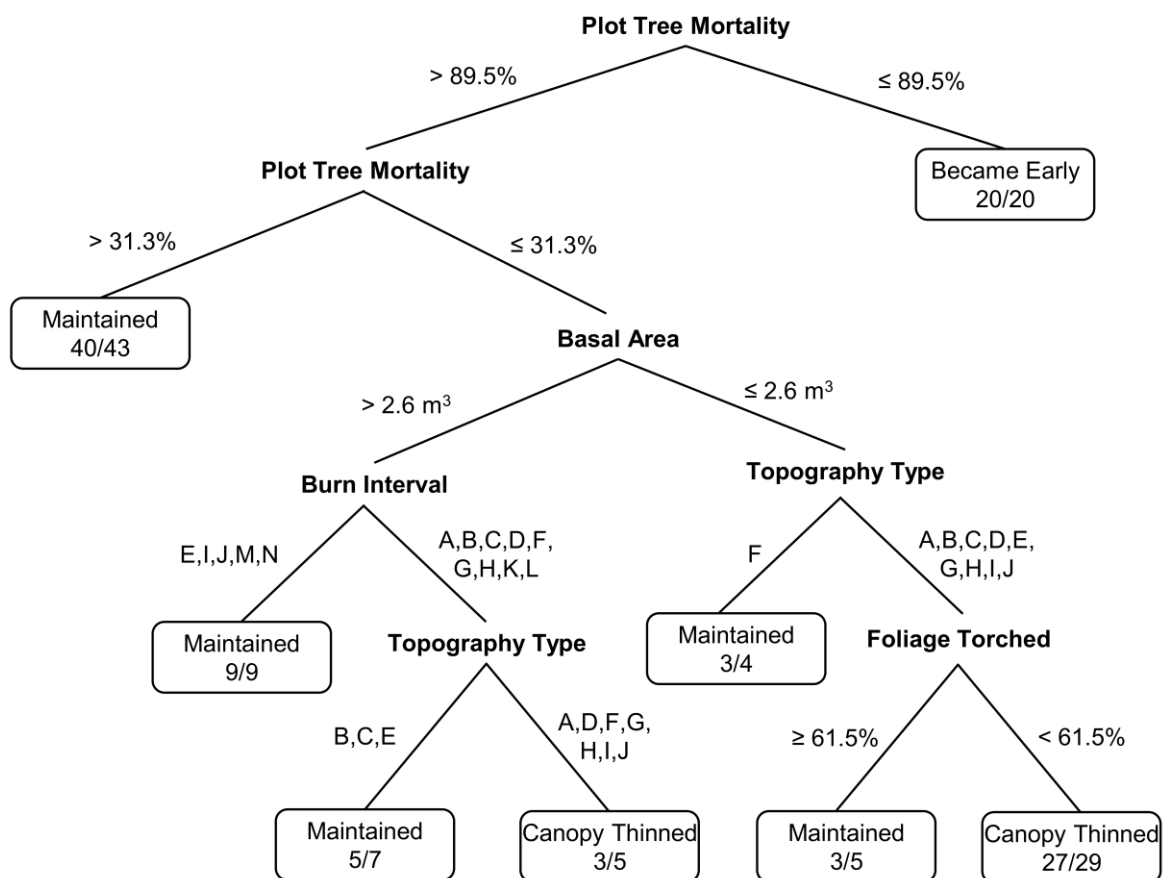 Plot Tree Mortality
> 89.5%
≤ 89.5%
Plot Tree Mortality
Became Early
20/20
> 31.3%
≤ 31.3%
Maintained
40/43
Basal Area
> 2.6 m³
≤ 2.6 m³
Burn Interval
Topography Type
E,I,J,M,N
A,B,C,D,F,
G,H,K,L
F
A,B,C,D,E,
G,H,I,J
Maintained
9/9
Topography Type
Maintained
3/4
Foliage Torched
B,C,E
A,D,F,G,
H,I,J
≥ 61.5%
< 61.5%
Maintained
5/7
Canopy Thinned
3/5
Maintained
3/5
Canopy Thinned
27/29